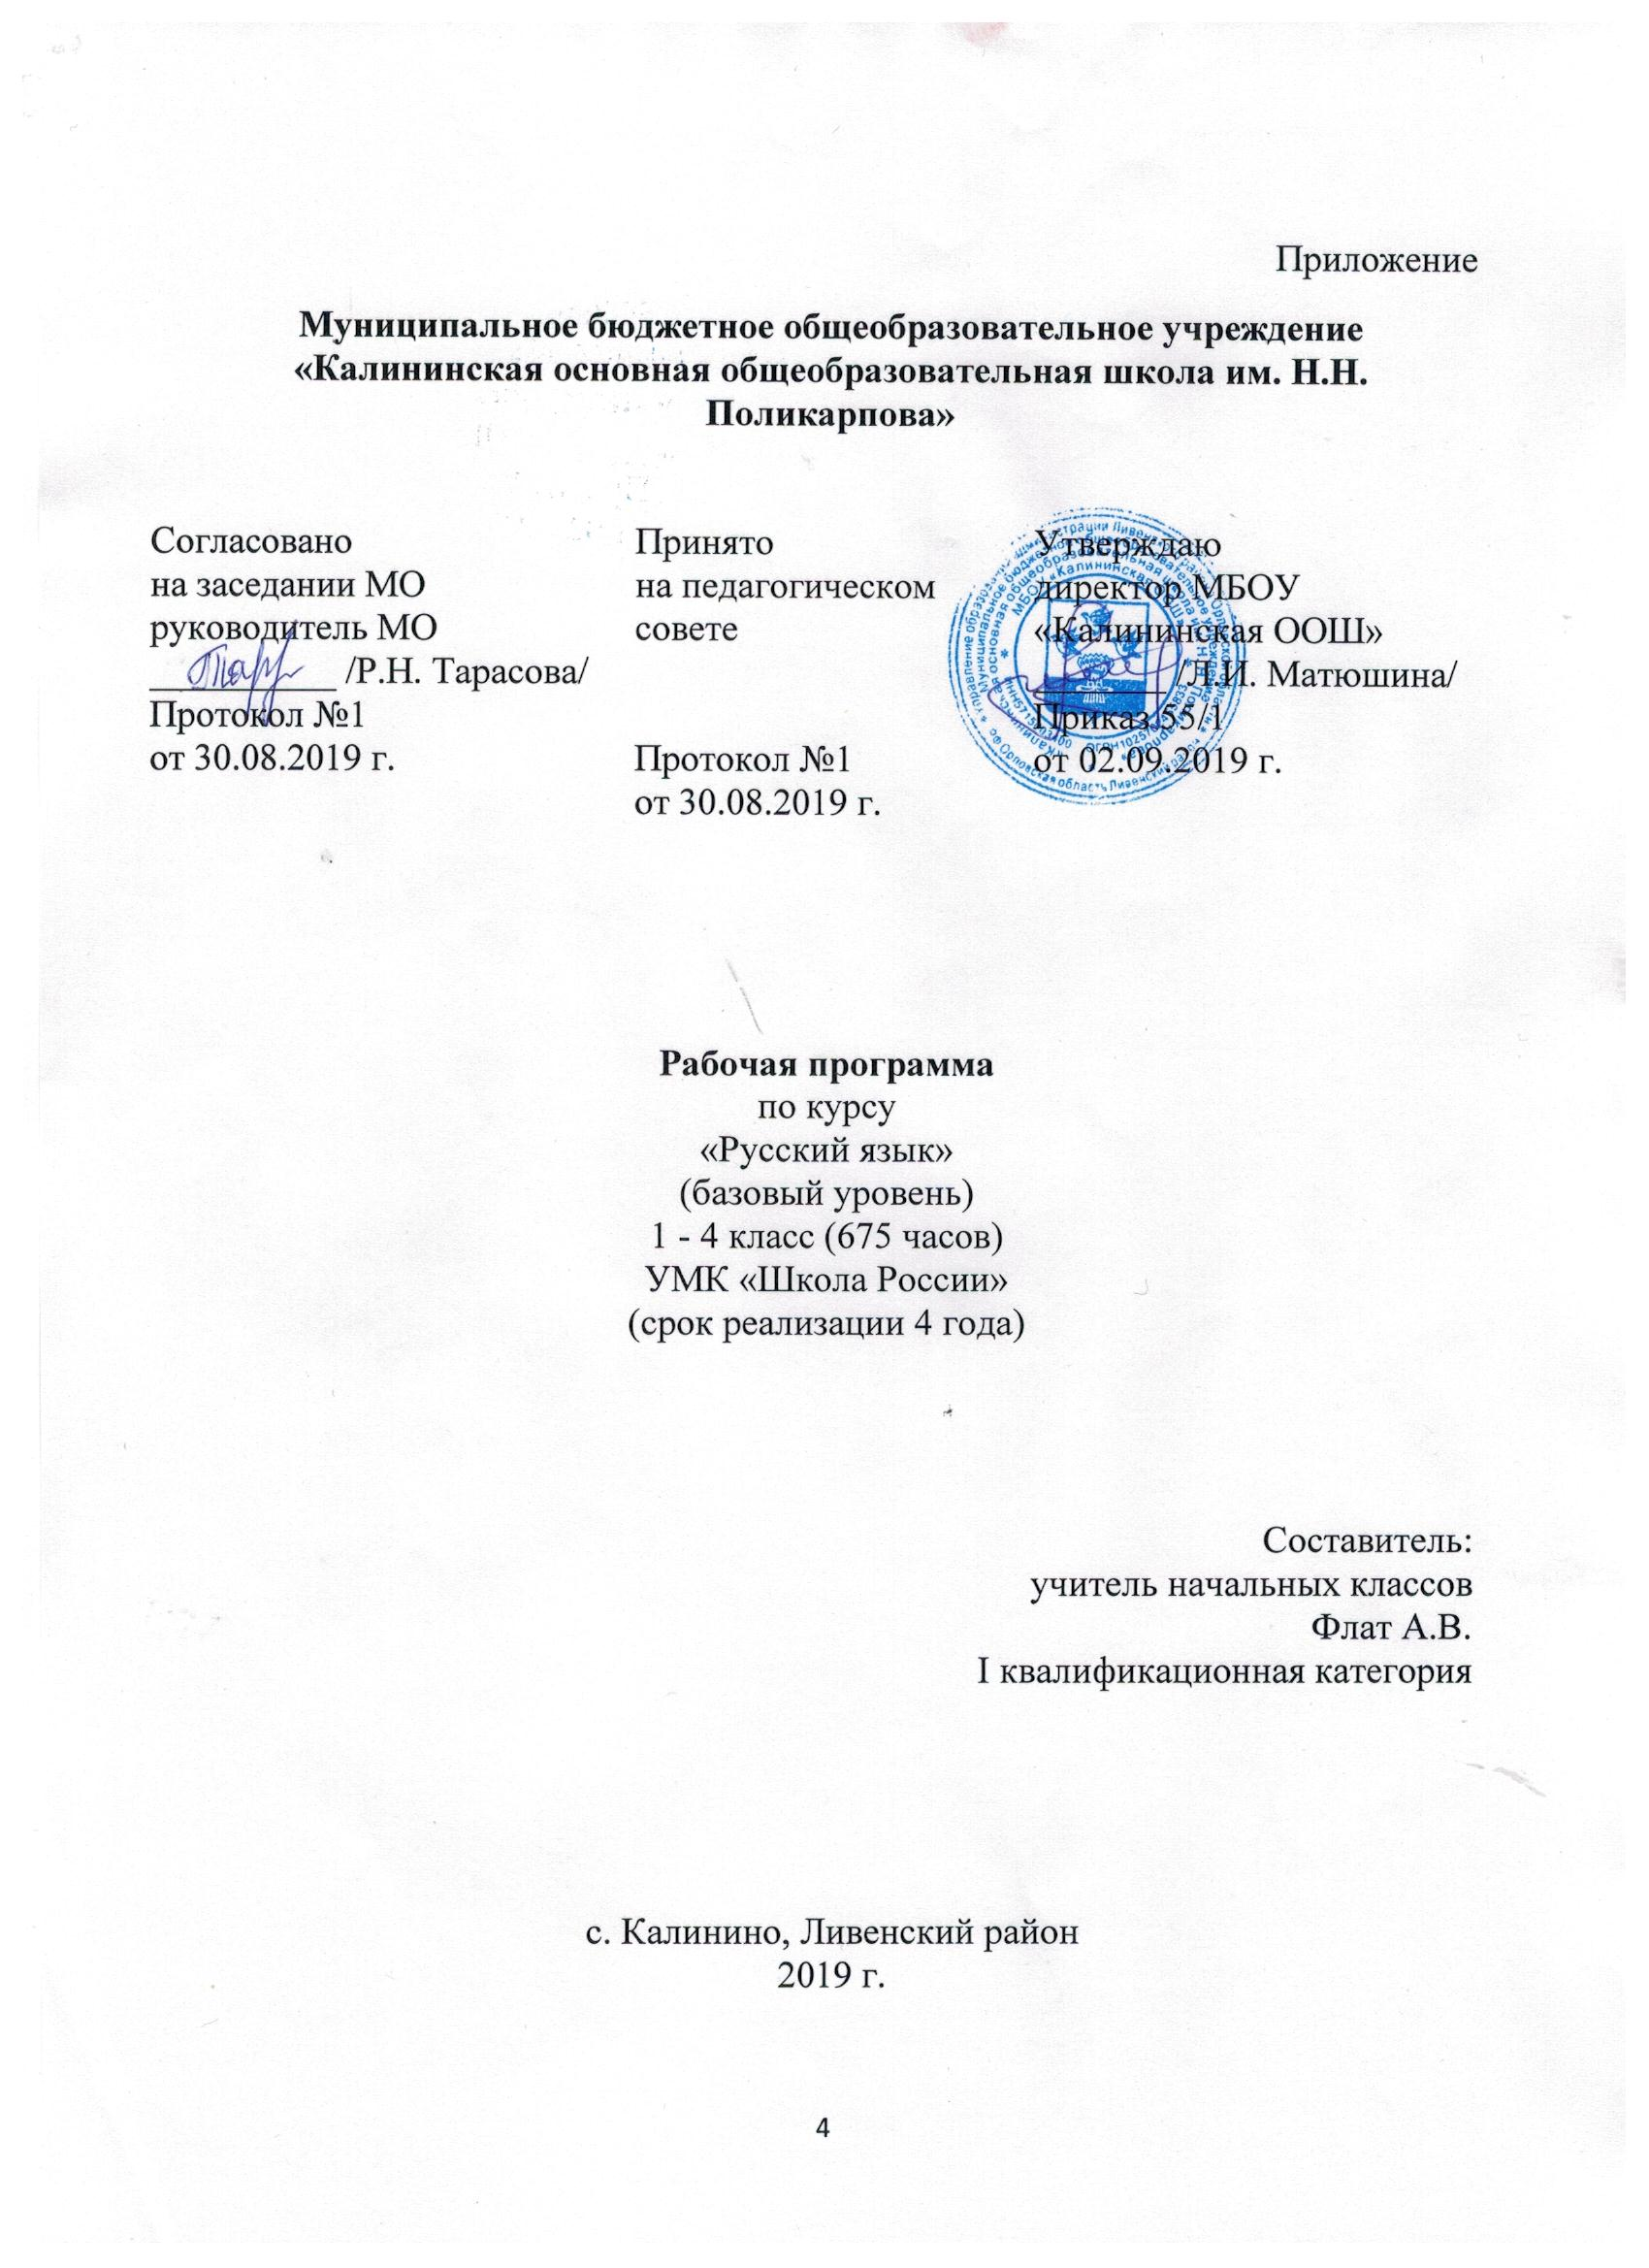 Приложение
Муниципальное бюджетное общеобразовательное учреждение
«Калининская основная общеобразовательная школа им. Н.Н.
Поликарпова»
Согласовано
на заседании МО
руководитель МО
/Р.Н. Тарасова/
Протокол №1
от 30.08.2019 г.
Принято
на педагогическом
совете
Протокол №1
от 30.08.2019 г.
Утверждаю
директор МБОУ
«Калининская ООШ»
/Л.И. Матюшина/
Приказ 55/1
от 02.09.2019 г.
Рабочая программа
по курсу
«Русский язык»
(базовый уровень)
1 - 4 класс (675 часов)
УМК «Школа России»
(срок реализации 4 года)
Составитель:
учитель начальных классов
Флат А.В.
I квалификационная категория
с. Калинино, Ливенский район
2019 г.
4